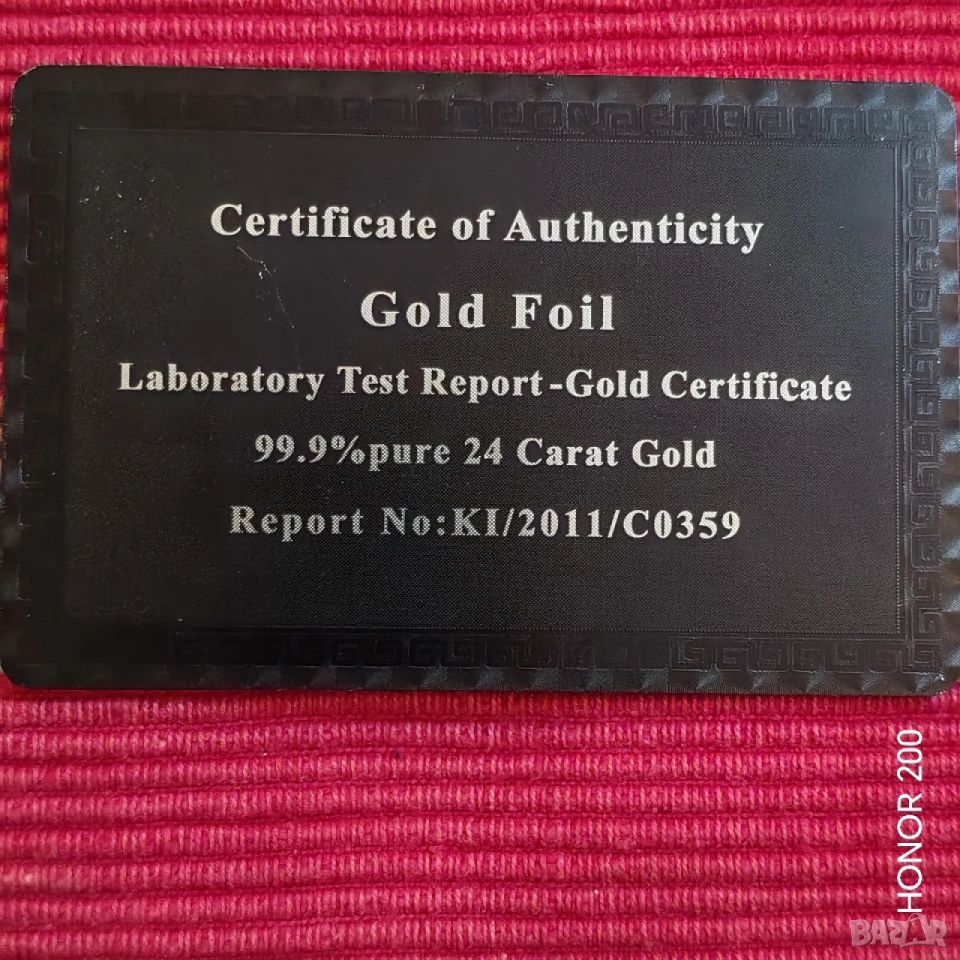 Certificate of Authenticity
Gold Foil
Laboratory Test Report-Gold Certificate
99.9%pure 24 Carat Gold
Report No:KI/2011/C0359
HONOR 200
BAZAR